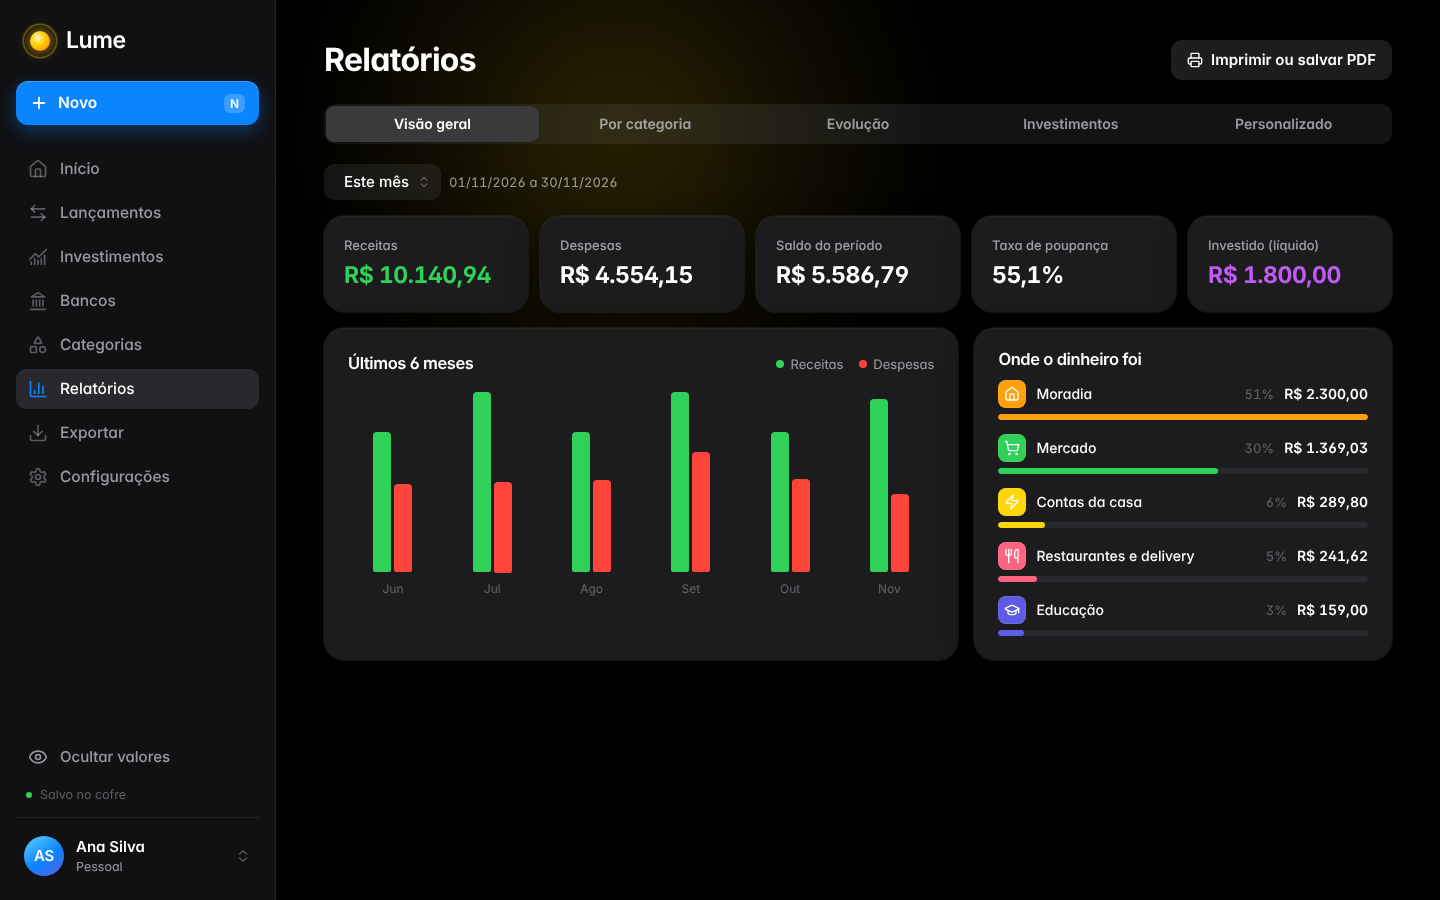 Lume
Novo N
Início
Lançamentos
Investimentos
Bancos
Categorias
Relatórios
Exportar
Configurações
Ocultar valores
Salvo no cofre
AS
Ana Silva
Pessoal
Relatórios
Imprimir ou salvar PDF
Visão geral Por categoria Evolução Investimentos Personalizado
Este mês 01/11/2026 a 30/11/2026
Receitas
R$ 10.140,94
Despesas
R$ 4.554,15
Saldo do período
R$ 5.586,79
Taxa de poupança
55,1%
Investido (líquido)
R$ 1.800,00
Últimos 6 meses
Receitas Despesas
Jun Jul Ago Set Out Nov
Onde o dinheiro foi
Moradia 51% R$ 2.300,00
Mercado 30% R$ 1.369,03
Contas da casa 6% R$ 289,80
Restaurantes e delivery 5% R$ 241,62
Educação 3% R$ 159,00